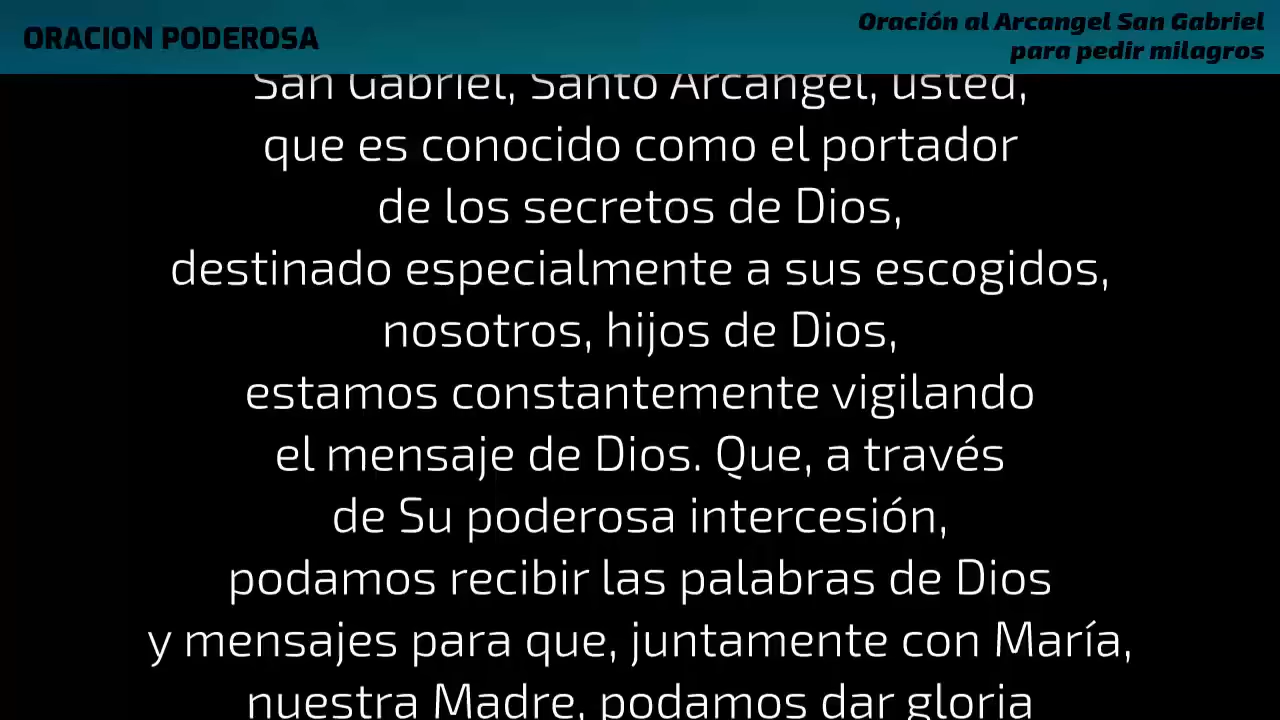 ORACION PODEROSA
Oración al Arcangel San Gabriel
para pedir milagros
San Gabriel, Santo Arcángel, usted,
que es conocido como el portador
de los secretos de Dios,
destinado especialmente a sus escogidos,
nosotros, hijos de Dios,
estamos constantemente vigilando
el mensaje de Dios. Que, a través
de Su poderosa intercesión,
podamos recibir las palabras de Dios
y mensajes para que, juntamente con María,
nuestra Madre, podamos dar gloria